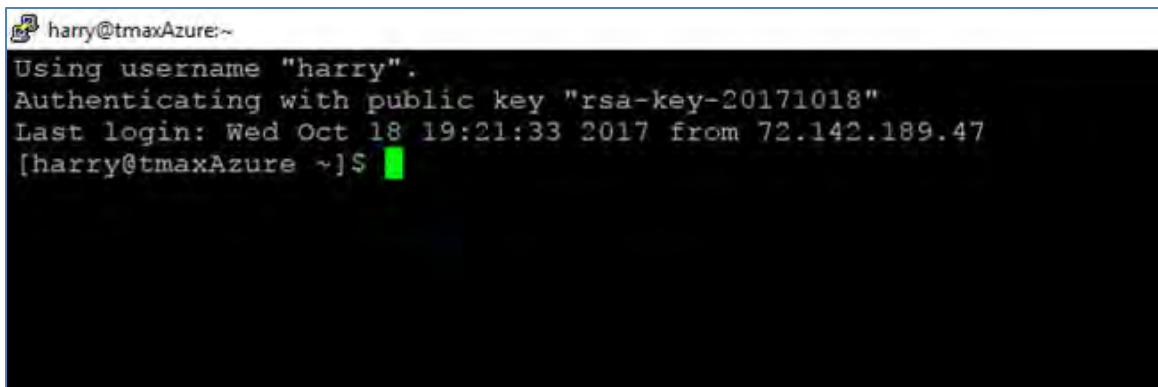 harry@tmaxAzure:~
Using username "harry".
Authenticating with public key "rsa-key-20171018"
Last login: Wed Oct 18 19:21:33 2017 from 72.142.189.47
[harry@tmaxAzure ~]$